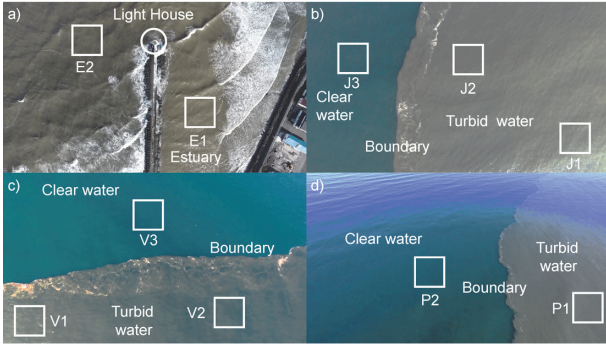 a)
Light House
E2
E1
Estuary
b)
J3
J2
Clear
water
Turbid water
Boundary
J1
c)
Clear water
V3
Boundary
V1
Turbid
water
V2
d)
Clear water
Turbid
water
P2
Boundary
P1